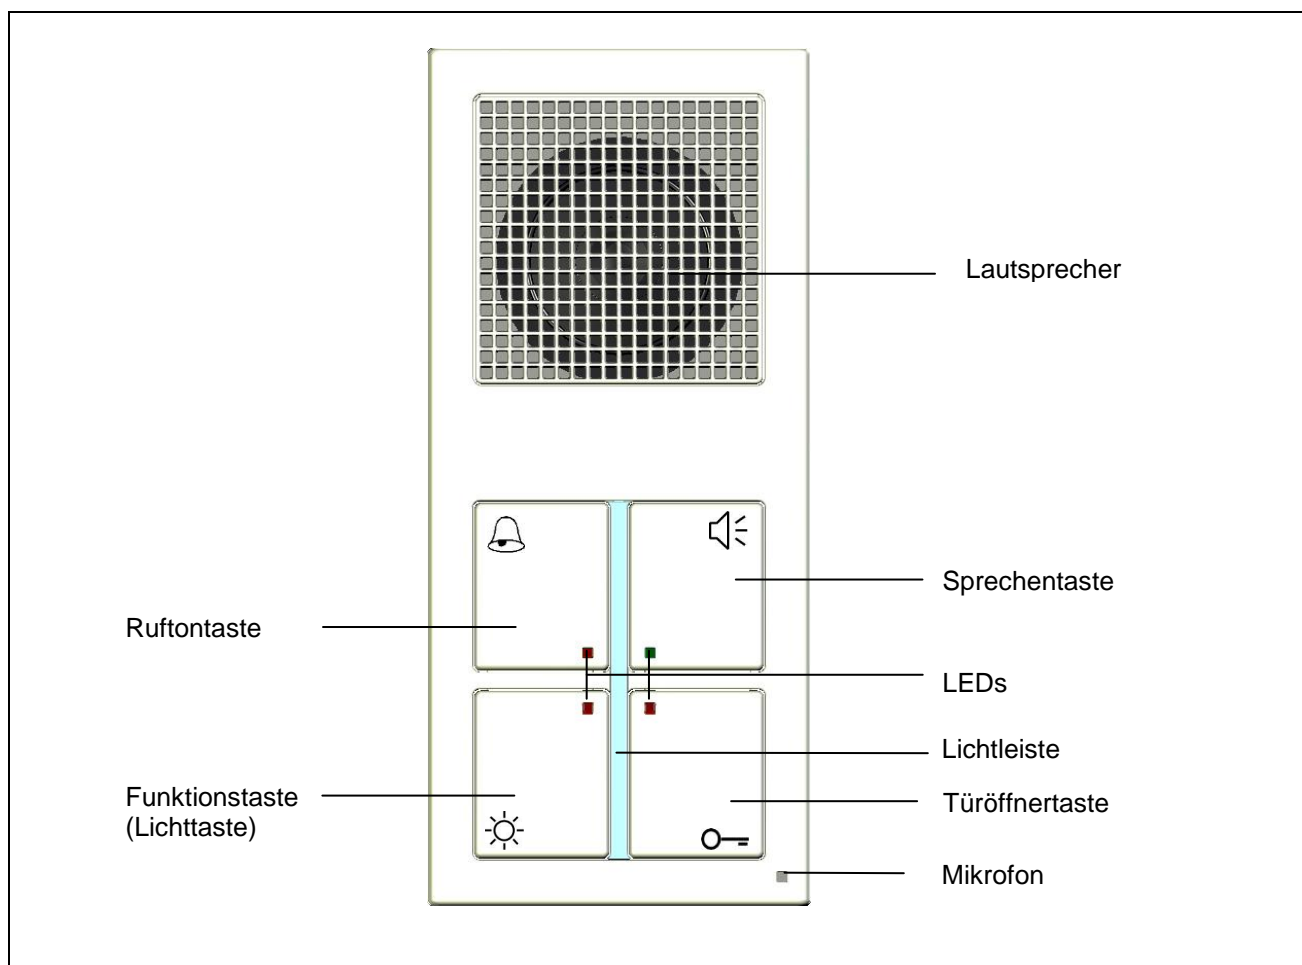 Lautsprecher
Sprechentaste
Ruftontaste
LEDs
Lichtleiste
Funktionstaste
(Lichttaste)
Türöffnertaste
Mikrofon